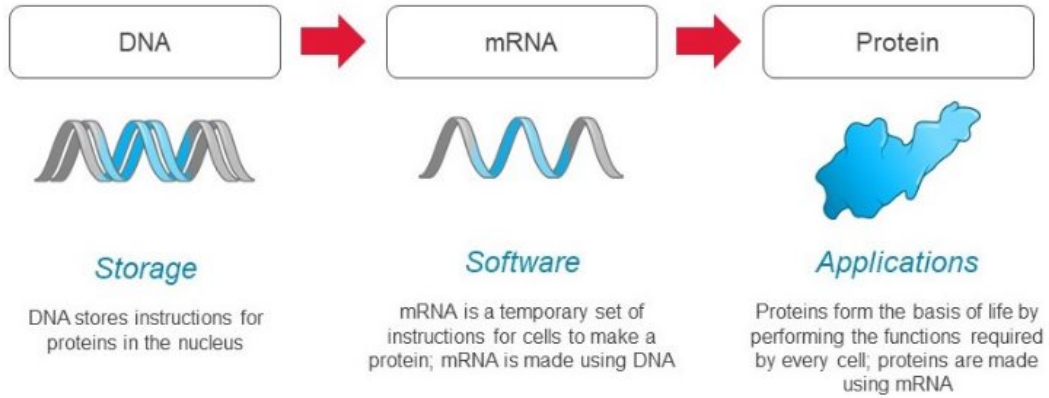 DNA
mRNA
Protein
Storage
Software
Applications
DNA stores instructions for
proteins in the nucleus
mRNA is a temporary set of
instructions for cells to make a
protein; mRNA is made using DNA
Proteins form the basis of life by
performing the functions required
by every cell; proteins are made
using mRNA